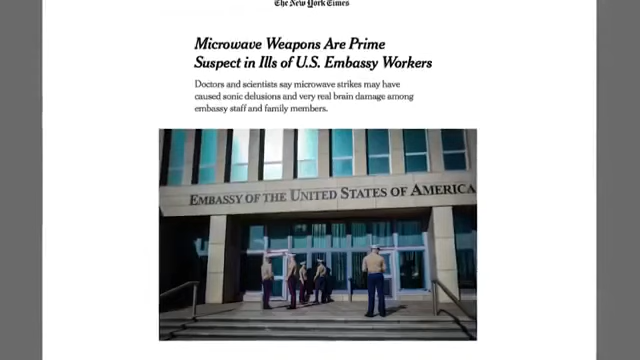 The New York Times
Microwave Weapons Are Prime
Suspect in Ills of U.S. Embassy Workers
Doctors and scientists say microwave strikes may have
caused sonic delusions and very real brain damage among
embassy staff and family members.
EMBASSY OF THE UNITED STATES OF AMERICA